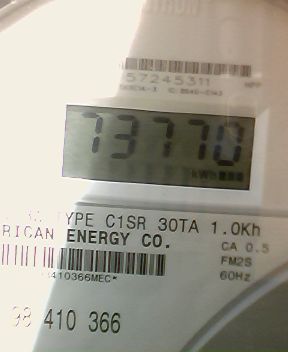 57245311
73770
kWh
TYPE C1SR 30TA 1.0Kh
RICAN ENERGY CO.
CA 0.5
FM2S
60Hz
410366MEC*
98 410 366